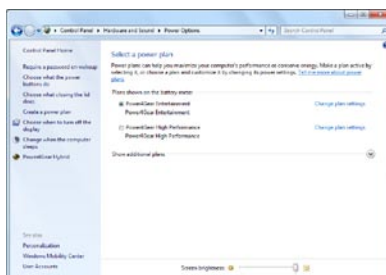 Control Panel ▸ Hardware and Sound ▸ Power Options
Search Control Panel
Control Panel Home
Require a password on wakeup
Choose what the power
buttons do
Choose what closing the lid
does
Create a power plan
Choose when to turn off the
display
Change when the computer
sleeps
Power4Gear Hybrid
See also
Personalization
Windows Mobility Center
User Accounts
Select a power plan
Power plans can help you maximize your computer's performance or conserve energy. Make a plan active by
selecting it, or choose a plan and customize it by changing its power settings. Tell me more about power
plans
Plans shown on the battery meter
Power4Gear Entertainment
Change plan settings
Power4Gear Entertainment
Power4Gear High Performance
Change plan settings
Power4Gear High Performance
Show additional plans
Screen brightness: